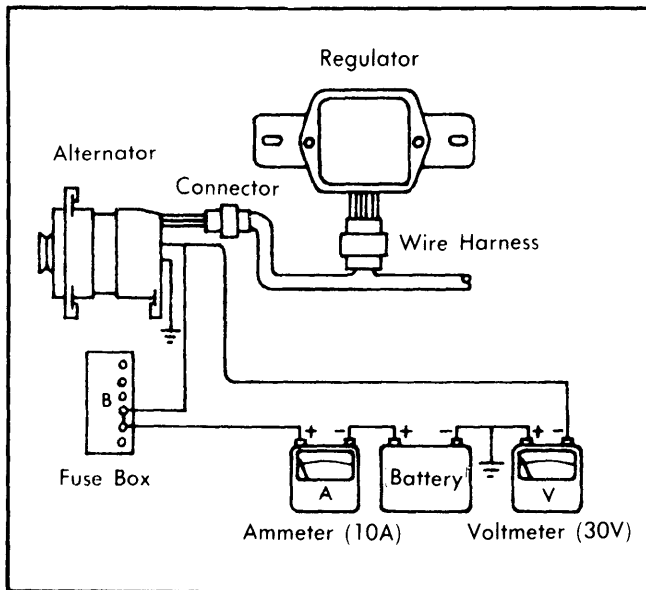 Regulator
Alternator
Connector
Wire Harness
B
Fuse Box
+ - + - + -
A
Battery
V
Ammeter (10A)
Voltmeter (30V)